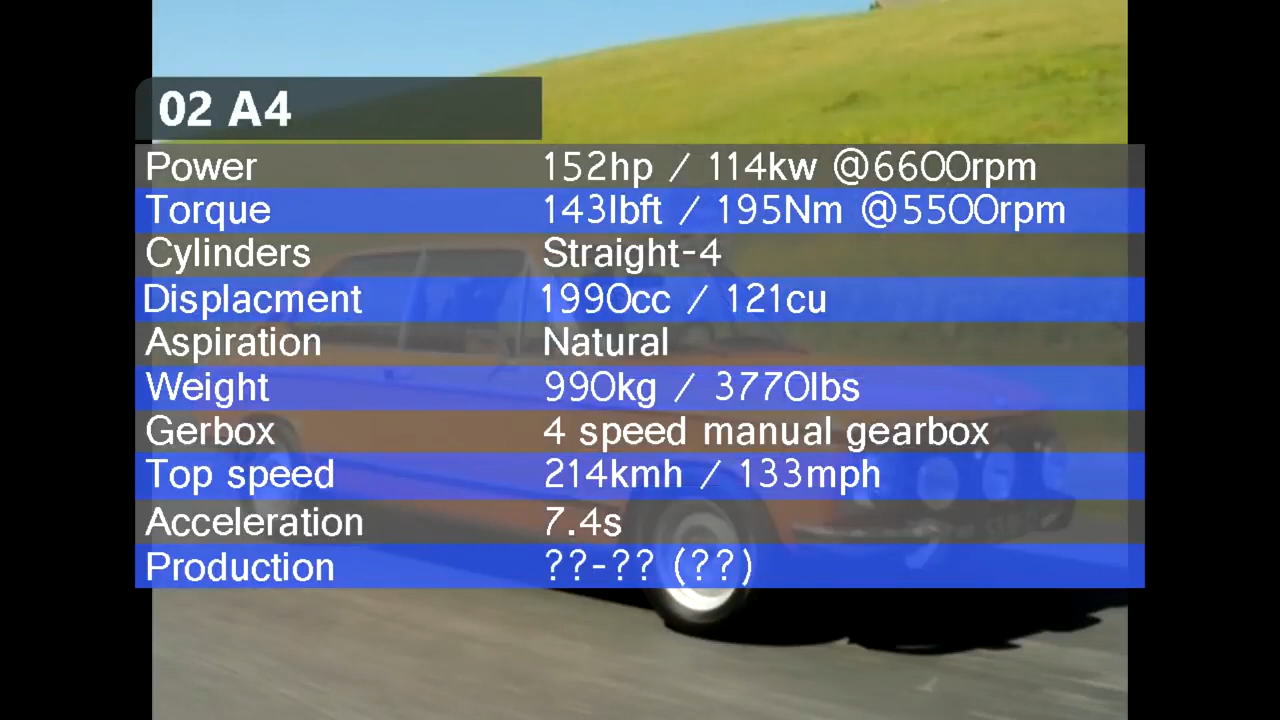 02 A4
Power 152hp / 114kw @6600rpm
Torque 143lbft / 195Nm @5500rpm
Cylinders Straight-4
Displacment 1990cc / 121cu
Aspiration Natural
Weight 990kg / 3770lbs
Gerbox 4 speed manual gearbox
Top speed 214kmh / 133mph
Acceleration 7.4s
Production ??-?? (??)